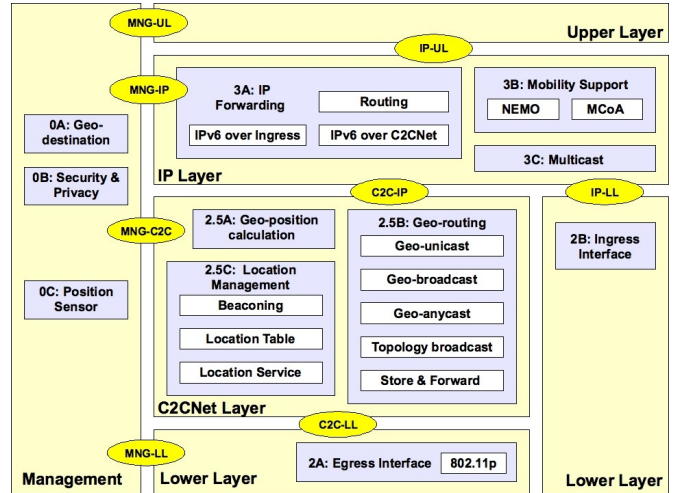 MNG-UL
Upper Layer
IP-UL
MNG-IP
3A: IP
Forwarding
Routing
IPv6 over Ingress
IPv6 over C2CNet
3B: Mobility Support
NEMO
MCoA
3C: Multicast
IP Layer
0A: Geo-
destination
0B: Security &
Privacy
0C: Position
Sensor
Management
C2C-IP
IP-LL
MNG-C2C
2.5A: Geo-position
calculation
2.5C: Location
Management
Beaconing
Location Table
Location Service
2.5B: Geo-routing
Geo-unicast
Geo-broadcast
Geo-anycast
Topology broadcast
Store & Forward
C2CNet Layer
2B: Ingress
Interface
C2C-LL
MNG-LL
2A: Egress Interface
802.11p
Lower Layer
Lower Layer